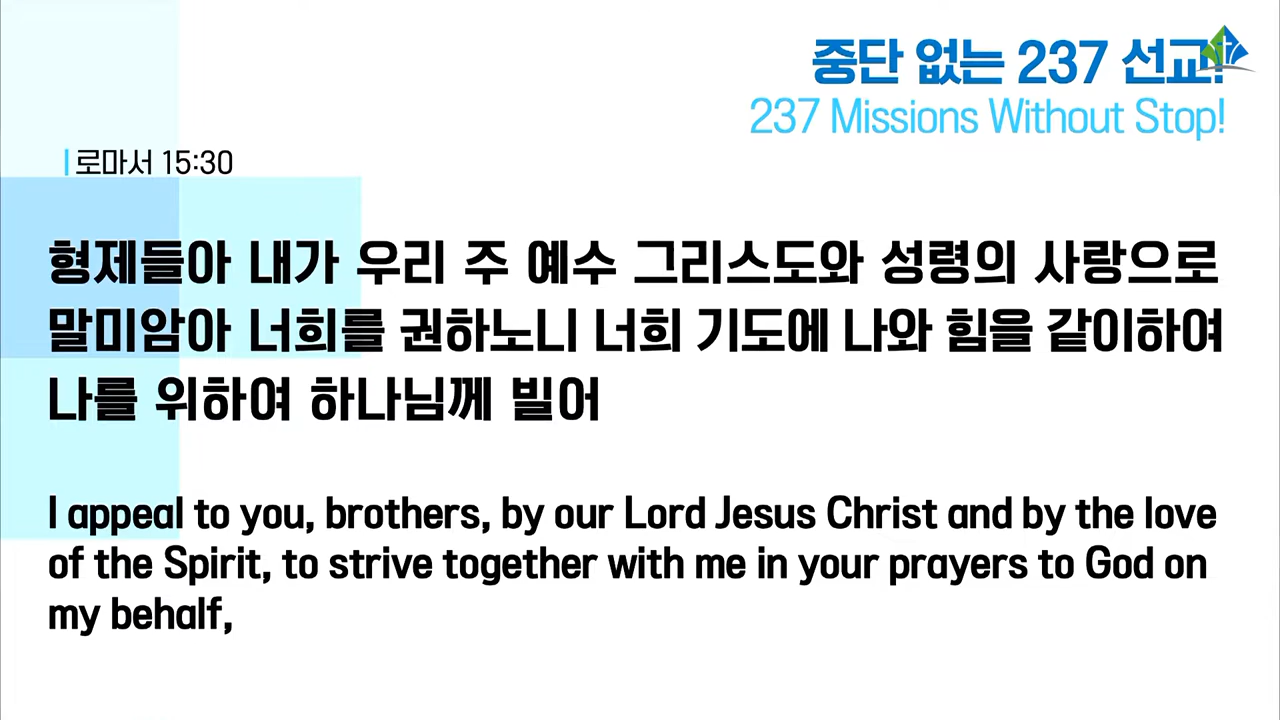 중단 없는 237 선교!
237 Missions Without Stop!
로마서 15:30
형제들아 내가 우리 주 예수 그리스도와 성령의 사랑으로
말미암아 너희를 권하노니 너희 기도에 나와 힘을 같이하여
나를 위하여 하나님께 빌어
I appeal to you, brothers, by our Lord Jesus Christ and by the love
of the Spirit, to strive together with me in your prayers to God on
my behalf,